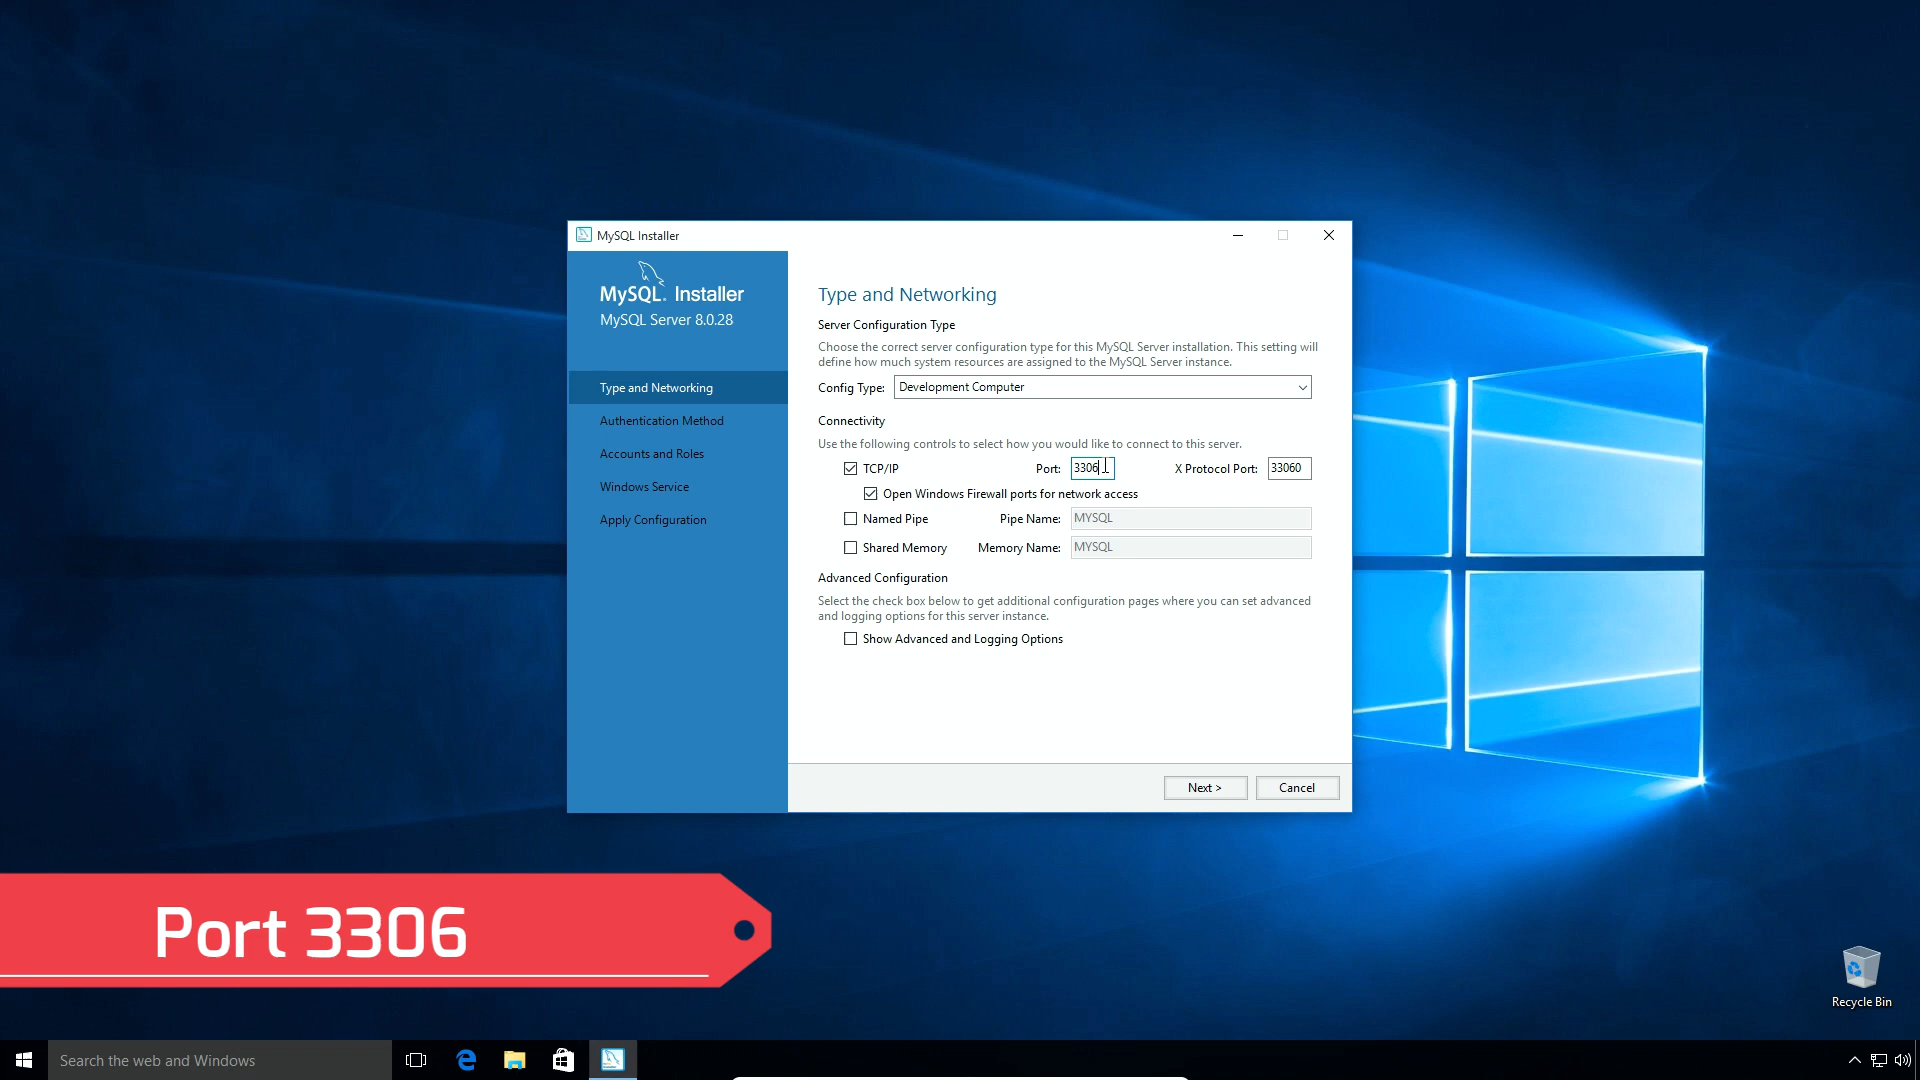 MySQL Installer
MySQL. Installer
MySQL Server 8.0.28
Type and Networking
Authentication Method
Accounts and Roles
Windows Service
Apply Configuration
Type and Networking
Server Configuration Type
Choose the correct server configuration type for this MySQL Server installation. This setting will
define how much system resources are assigned to the MySQL Server instance.
Config Type: Development Computer
Connectivity
Use the following controls to select how you would like to connect to this server.
TCP/IP Port: 3306 X Protocol Port: 33060
Open Windows Firewall ports for network access
Named Pipe Pipe Name: MYSQL
Shared Memory Memory Name: MYSQL
Advanced Configuration
Select the check box below to get additional configuration pages where you can set advanced
and logging options for this server instance.
Show Advanced and Logging Options
Next > Cancel
Port 3306
Recycle Bin
Search the web and Windows